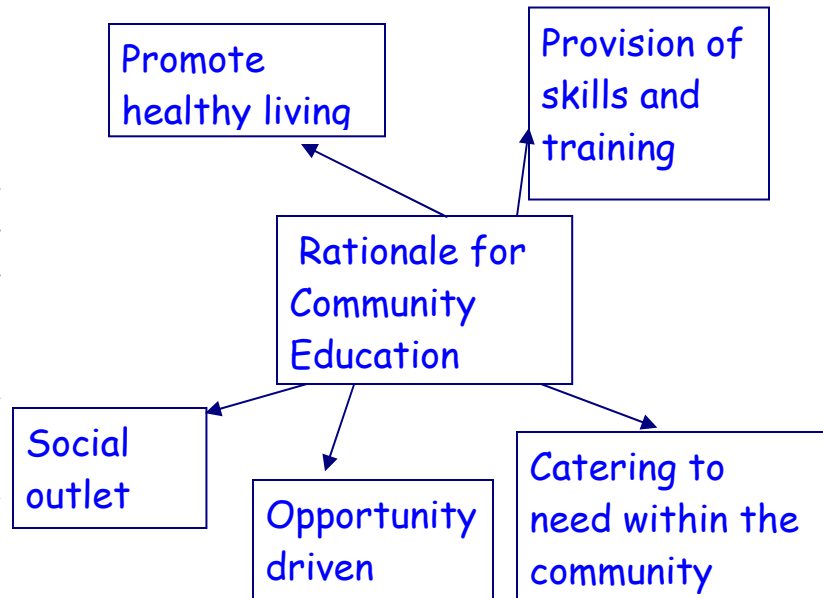 Promote
healthy living
Provision of
skills and
training
Rationale for
Community
Education
Social
outlet
Opportunity
driven
Catering to
need within the
community